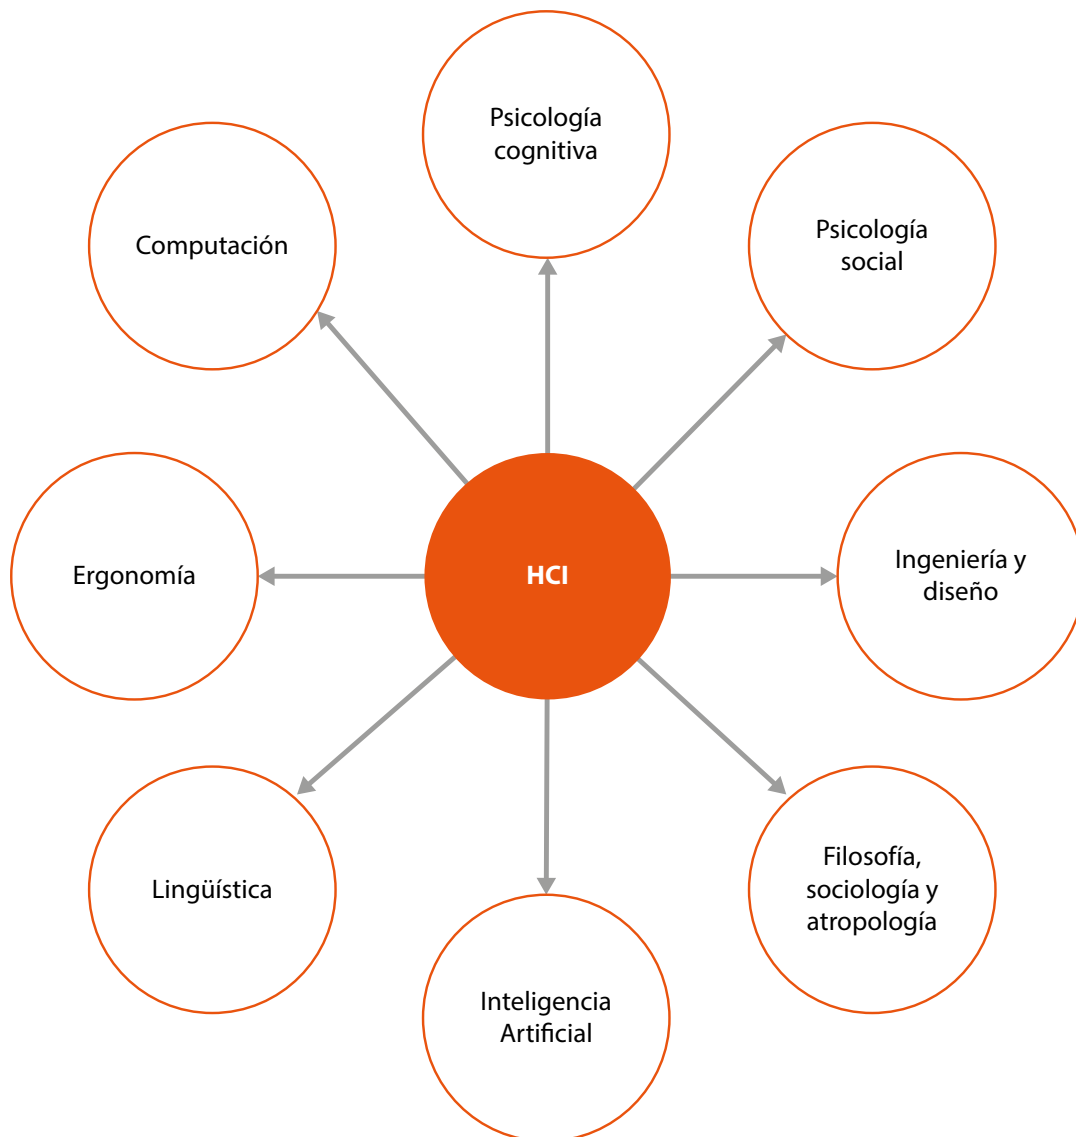 Psicología
cognitiva
Computación
Psicología
social
Ergonomía
HCI
Ingeniería y
diseño
Lingüística
Filosofía,
sociología y
atropología
Inteligencia
Artificial